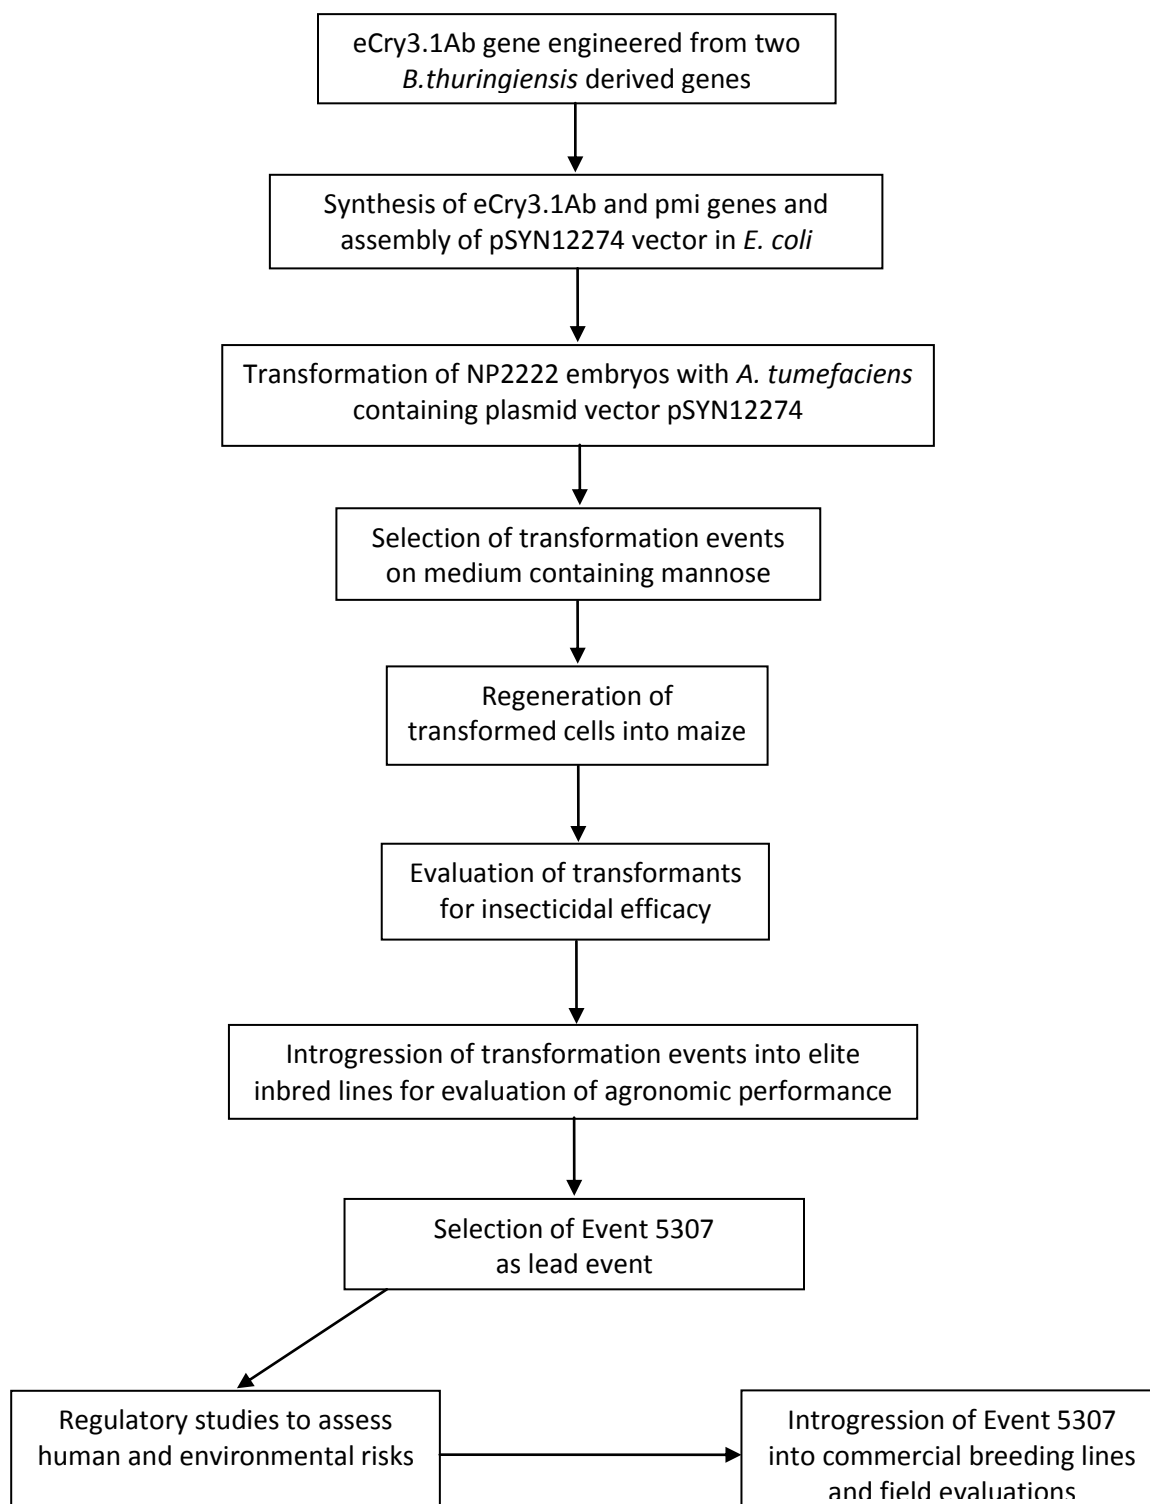 eCry3.1Ab gene engineered from two
B.thuringiensis derived genes
Synthesis of eCry3.1Ab and pmi genes and
assembly of pSYN12274 vector in E. coli
Transformation of NP2222 embryos with A. tumefaciens
containing plasmid vector pSYN12274
Selection of transformation events
on medium containing mannose
Regeneration of
transformed cells into maize
Evaluation of transformants
for insecticidal efficacy
Introgression of transformation events into elite
inbred lines for evaluation of agronomic performance
Selection of Event 5307
as lead event
Regulatory studies to assess
human and environmental risks
Introgression of Event 5307
into commercial breeding lines
and field evaluations